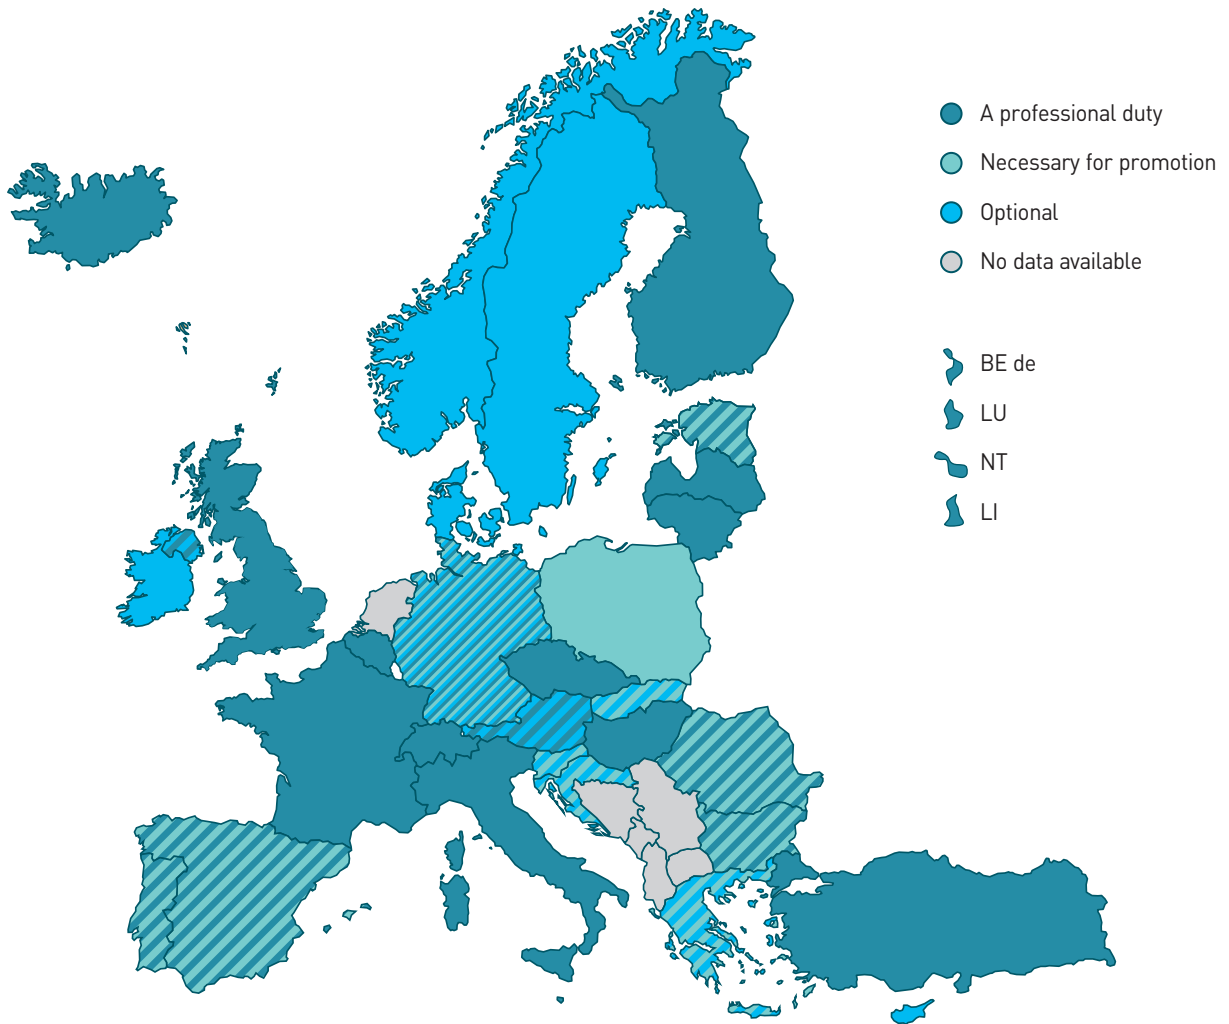 A professional duty
Necessary for promotion
Optional
No data available
BE de
LU
NT
LI